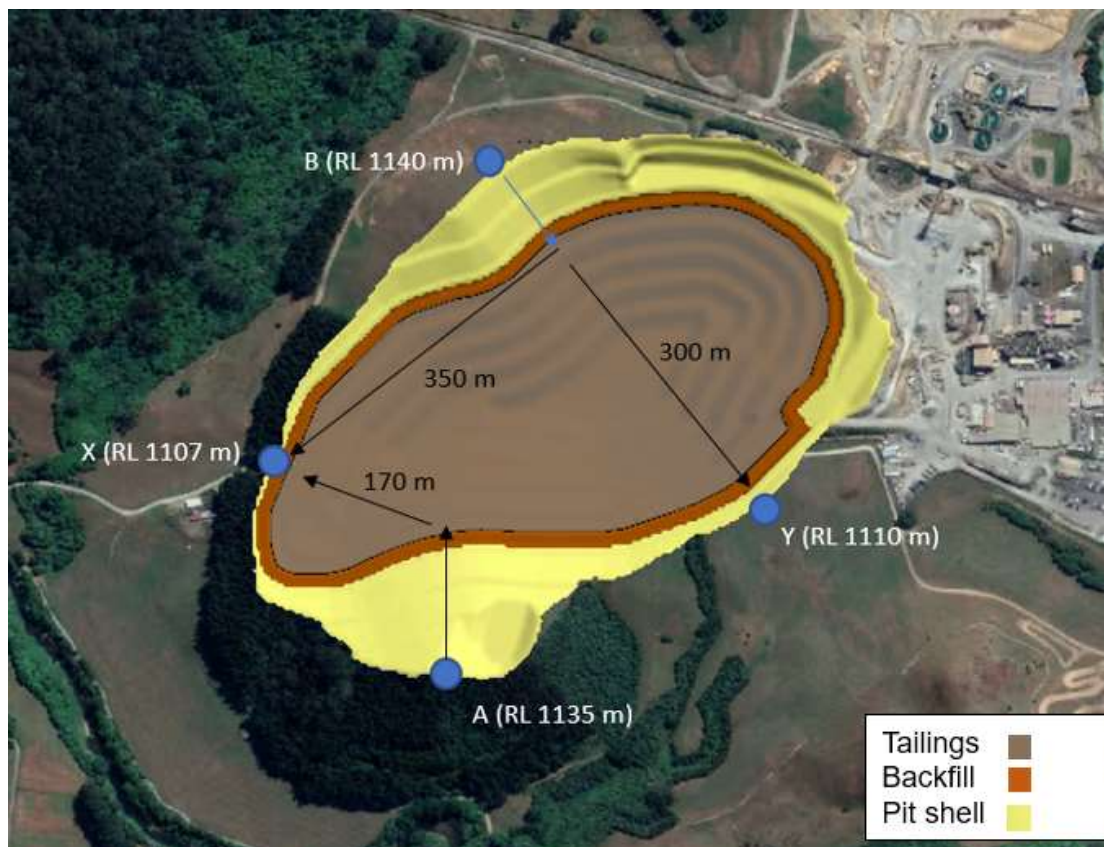 B (RL 1140 m)
300 m
350 m
X (RL 1107 m)
170 m
Y (RL 1110 m)
A (RL 1135 m)
Tailings
Backfill
Pit shell